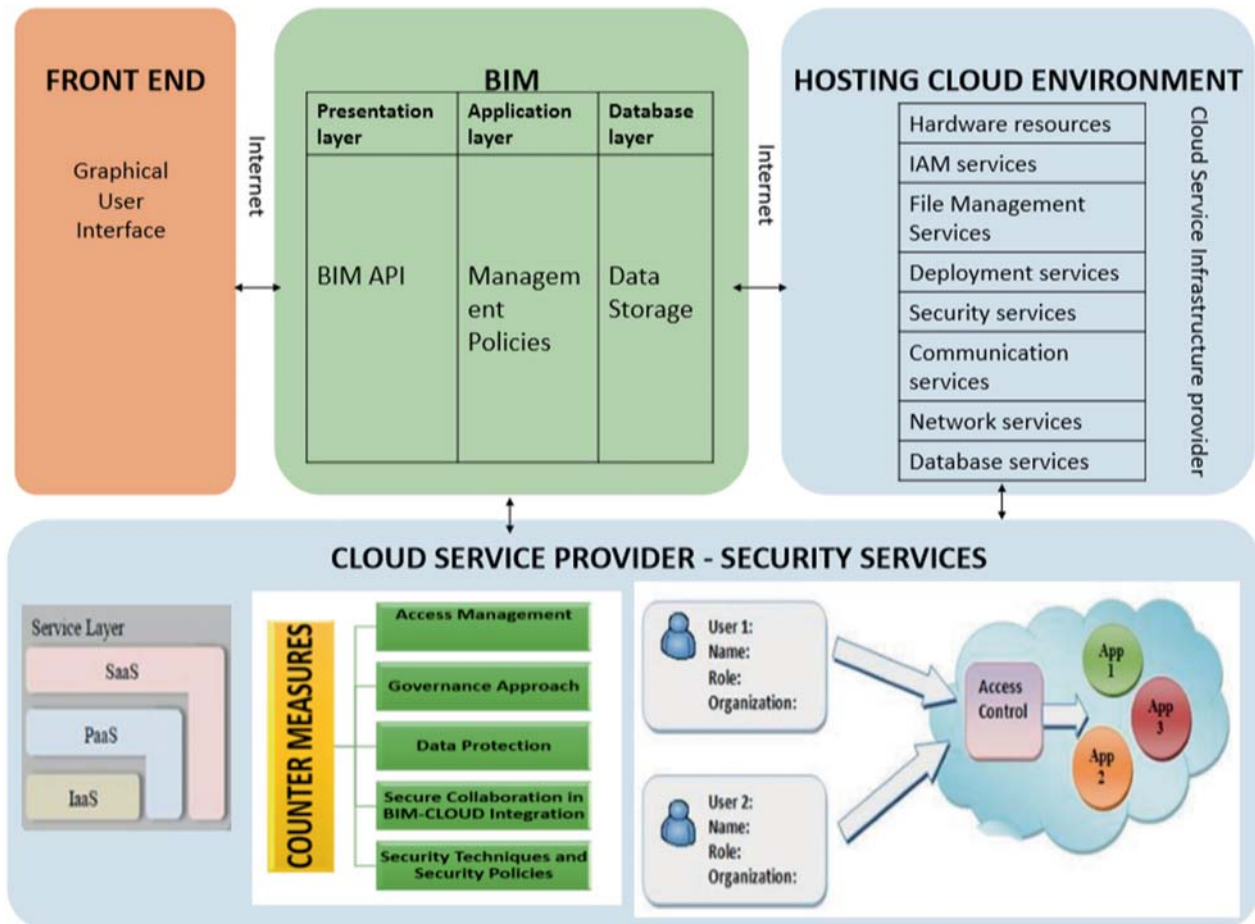 FRONT END
Graphical
User
Interface
Internet
BIM
Presentation
layer
Application
layer
Database
layer
BIM API
Managem
ent
Policies
Data
Storage
Internet
HOSTING CLOUD ENVIRONMENT
Hardware resources
IAM services
File Management
Services
Deployment services
Security services
Communication
services
Network services
Database services
Cloud Service Infrastructure provider
CLOUD SERVICE PROVIDER - SECURITY SERVICES
Service Layer
SaaS
PaaS
IaaS
COUNTER MEASURES
Access Management
Governance Approach
Data Protection
Secure Collaboration in
BIM-CLOUD Integration
Security Techniques and
Security Policies
User 1:
Name:
Role:
Organization:
User 2:
Name:
Role:
Organization:
Access
Control
App
1
App
3
App
2